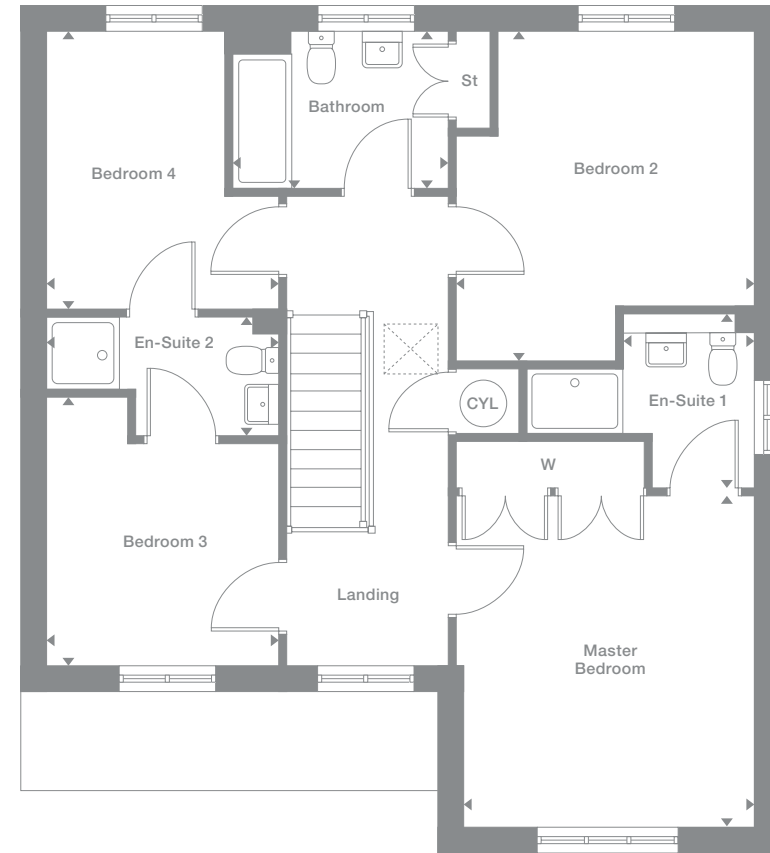 Bathroom
St
Bedroom 4
Bedroom 2
En-Suite 2
CYL
En-Suite 1
W
Bedroom 3
Landing
Master
Bedroom